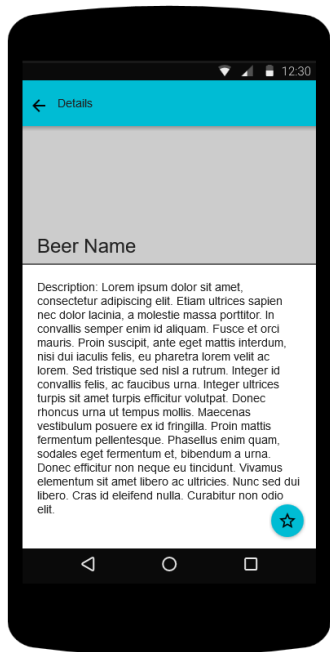 12:30
Details
Beer Name
Description: Lorem ipsum dolor sit amet,
consectetur adipiscing elit. Etiam ultrices sapien
nec dolor lacinia, a molestie massa porttitor. In
convallis semper enim id aliquam. Fusce et orci
mauris. Proin suscipit, ante eget mattis interdum,
nisi dui iaculis felis, eu pharetra lorem velit ac
lorem. Sed tristique sed nisl a rutrum. Integer id
convallis felis, ac faucibus urna. Integer ultrices
turpis sit amet turpis efficitur volutpat. Donec
rhoncus urna ut tempus mollis. Maecenas
vestibulum posuere ex id fringilla. Proin mattis
fermentum pellentesque. Phasellus enim quam,
sodales eget fermentum et, bibendum a urna.
Donec efficitur non neque eu tincidunt. Vivamus
elementum sit amet libero ac ultricies. Nunc sed dui
libero. Cras id eleifend nulla. Curabitur non odio
elit.